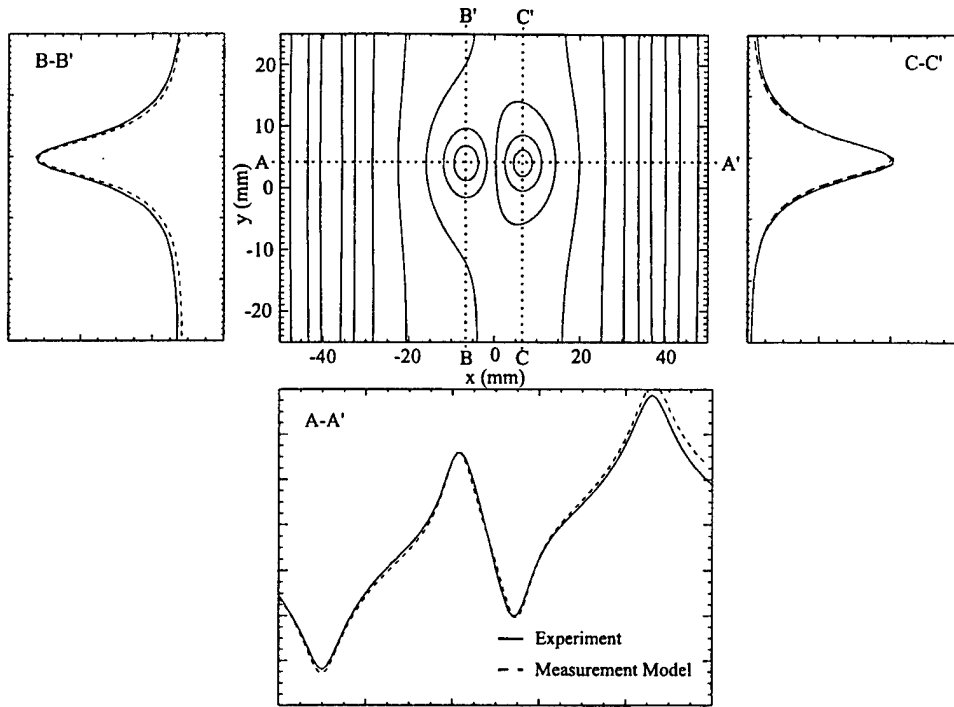 B' C'
B-B'
C-C'
20
10
A
A'
0
-10
-20
y (mm)
-40 -20 B 0 C 20 40
x (mm)
A-A'
Experiment
Measurement Model